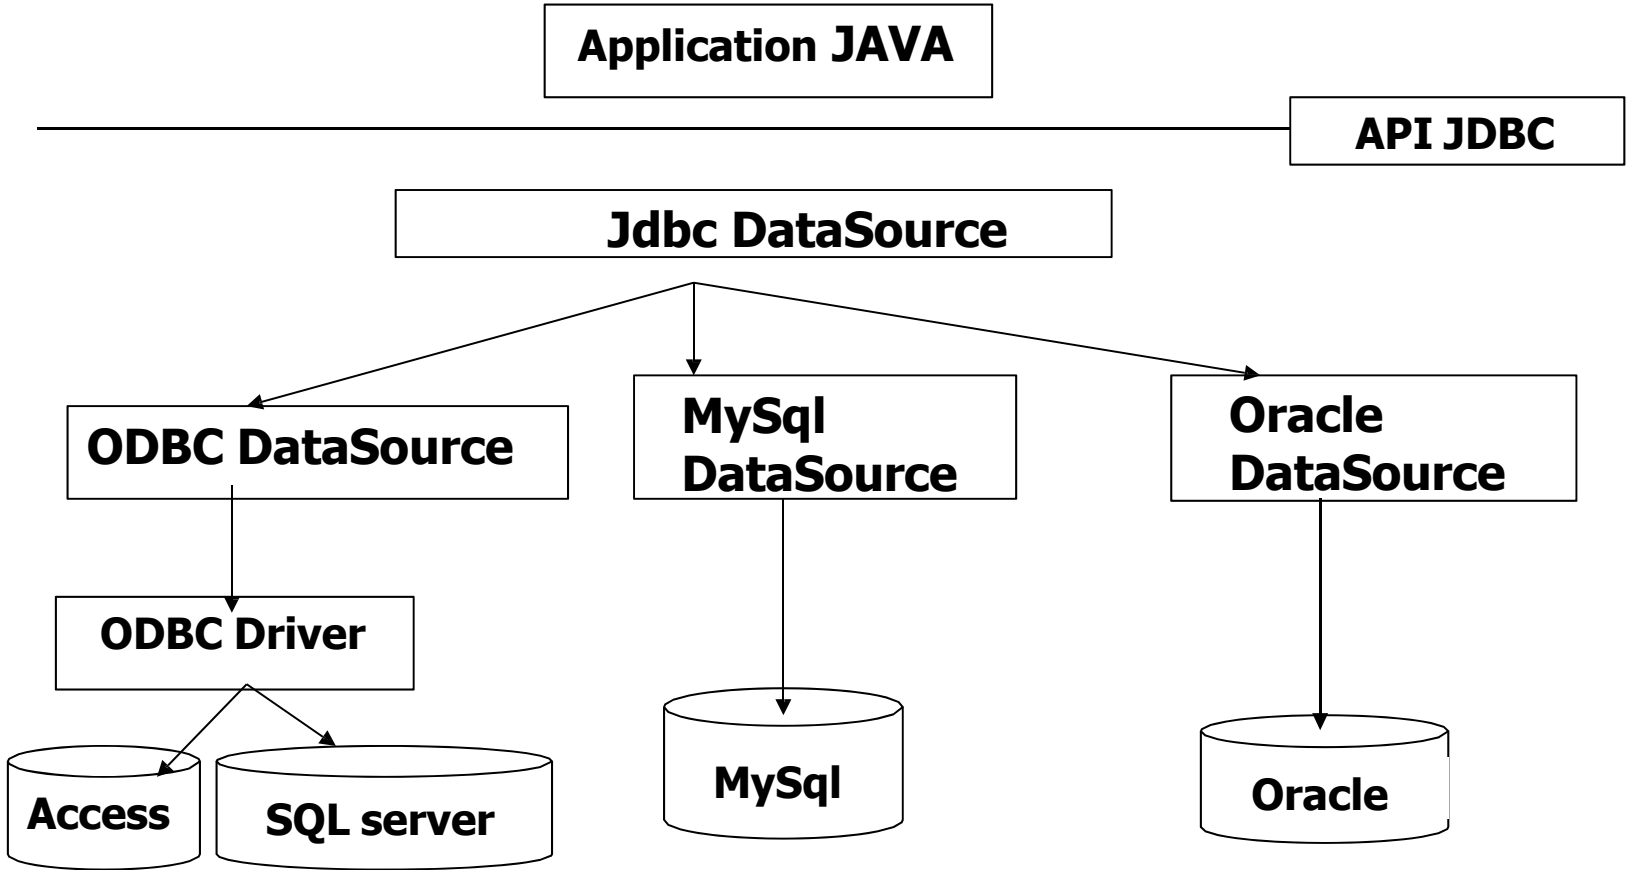 Application JAVA
API JDBC
Jdbc DataSource
ODBC DataSource
MySql
DataSource
Oracle
DataSource
ODBC Driver
Access
SQL server
MySql
Oracle